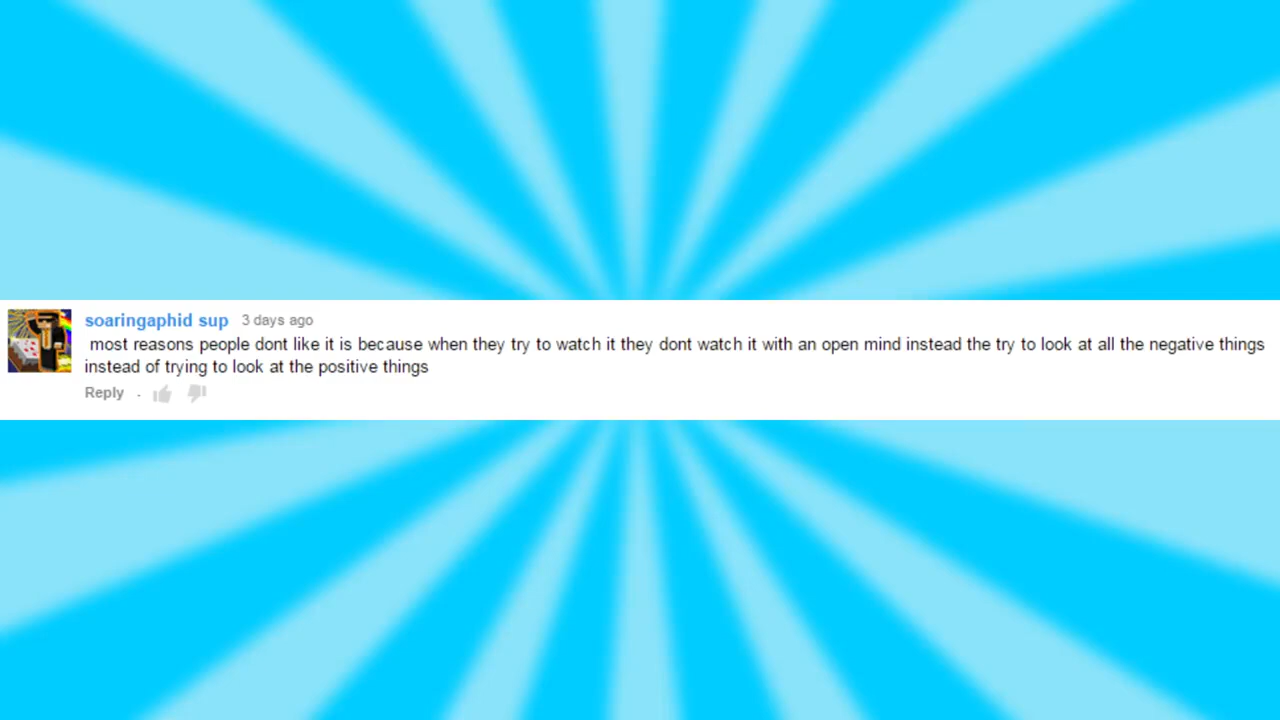 soaringaphid sup 3 days ago
most reasons people dont like it is because when they try to watch it they dont watch it with an open mind instead the try to look at all the negative things
instead of trying to look at the positive things
Reply .